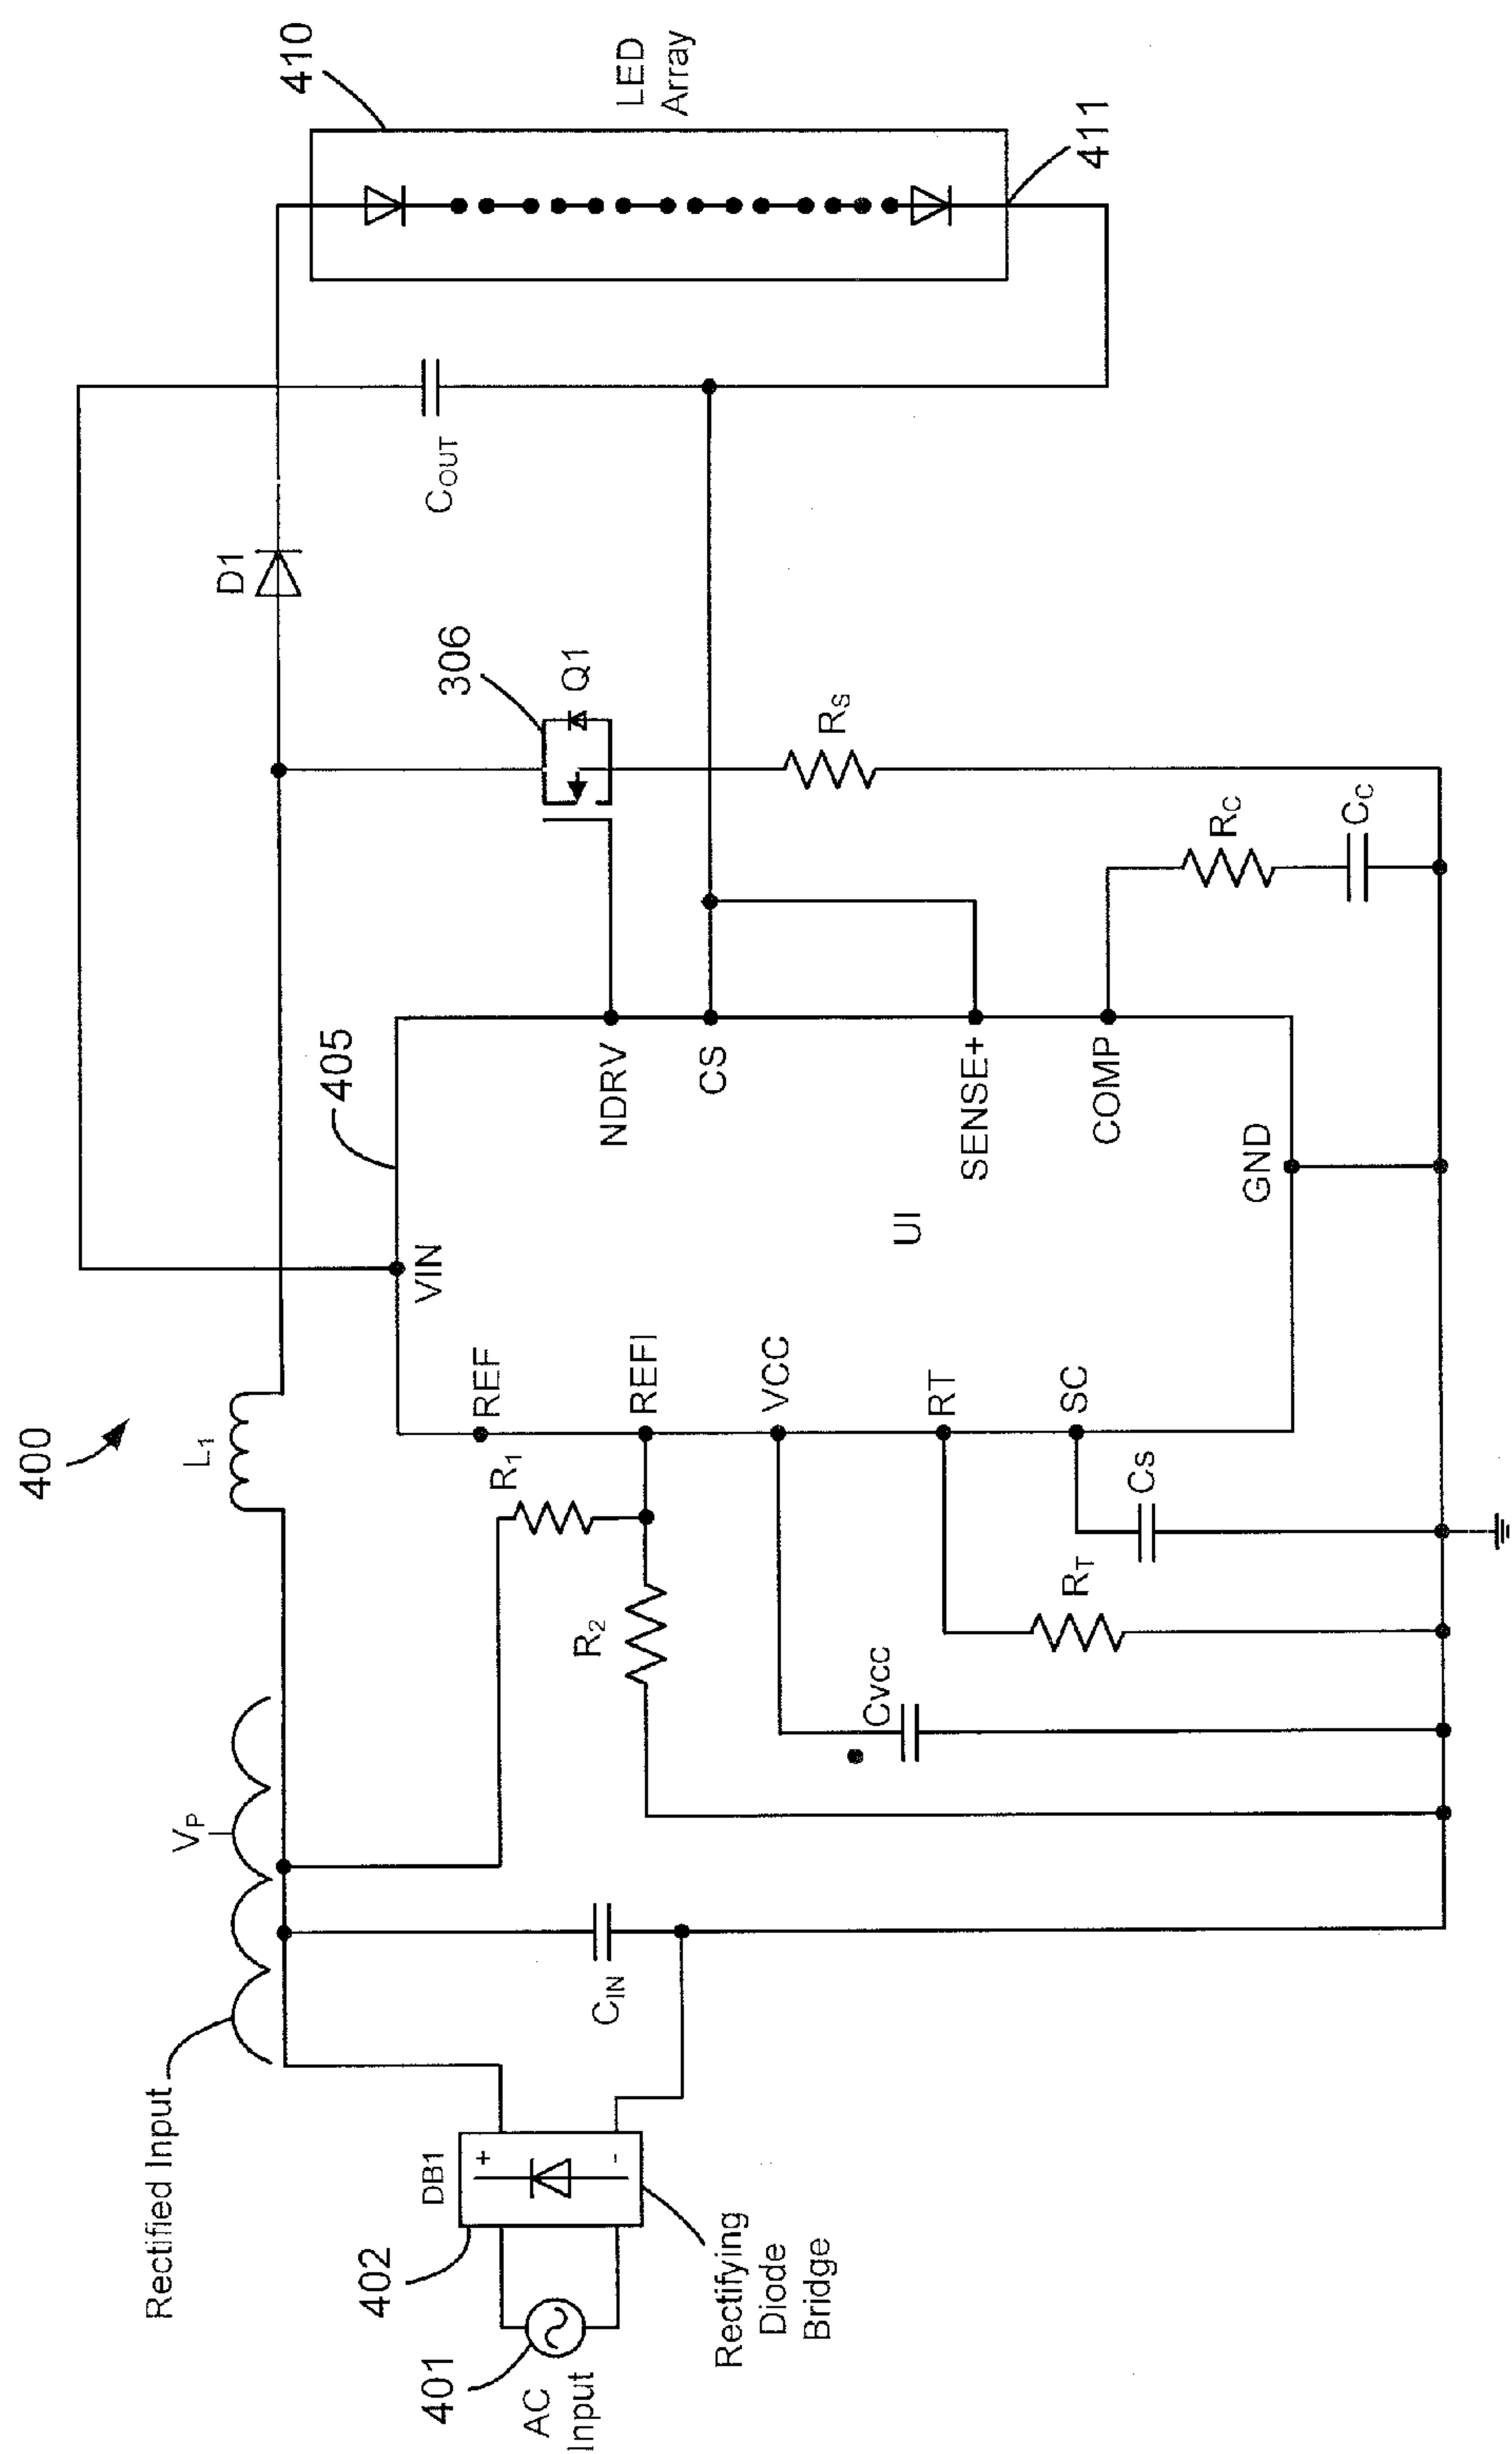 400
Rectified Input
VP
L1
D1
410
LED
Array
411
405
306
Q1
COUT
RS
RC
CC
VIN
REF
REFI
VCC
RT
SC
NDRV
CS
SENSE+
COMP
GND
UI
R1
R2
CVCC
RT
CS
CIN
DB1
+
-
402
401
AC
Input
Rectifying
Diode
Bridge